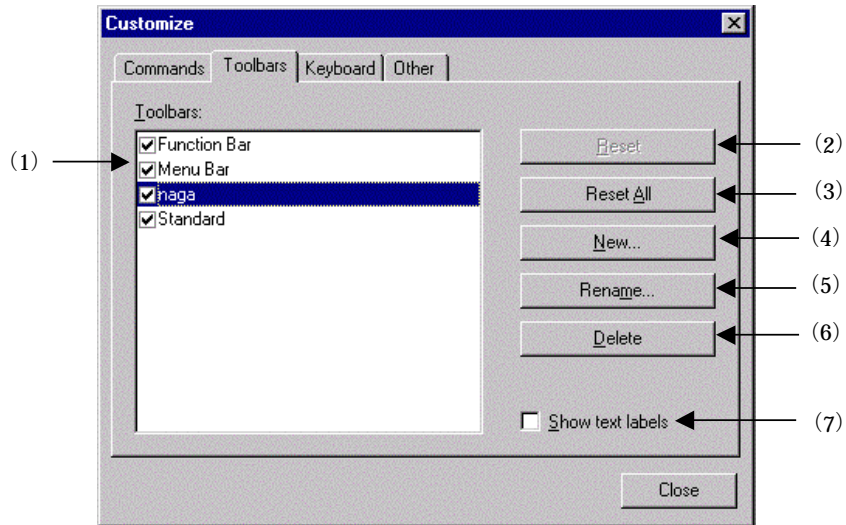 Customize
Commands Toolbars Keyboard Other
Toolbars:
Function Bar
Menu Bar
naga
Standard
(1)
Reset (2)
Reset All (3)
New... (4)
Rename... (5)
Delete (6)
Show text labels (7)
Close